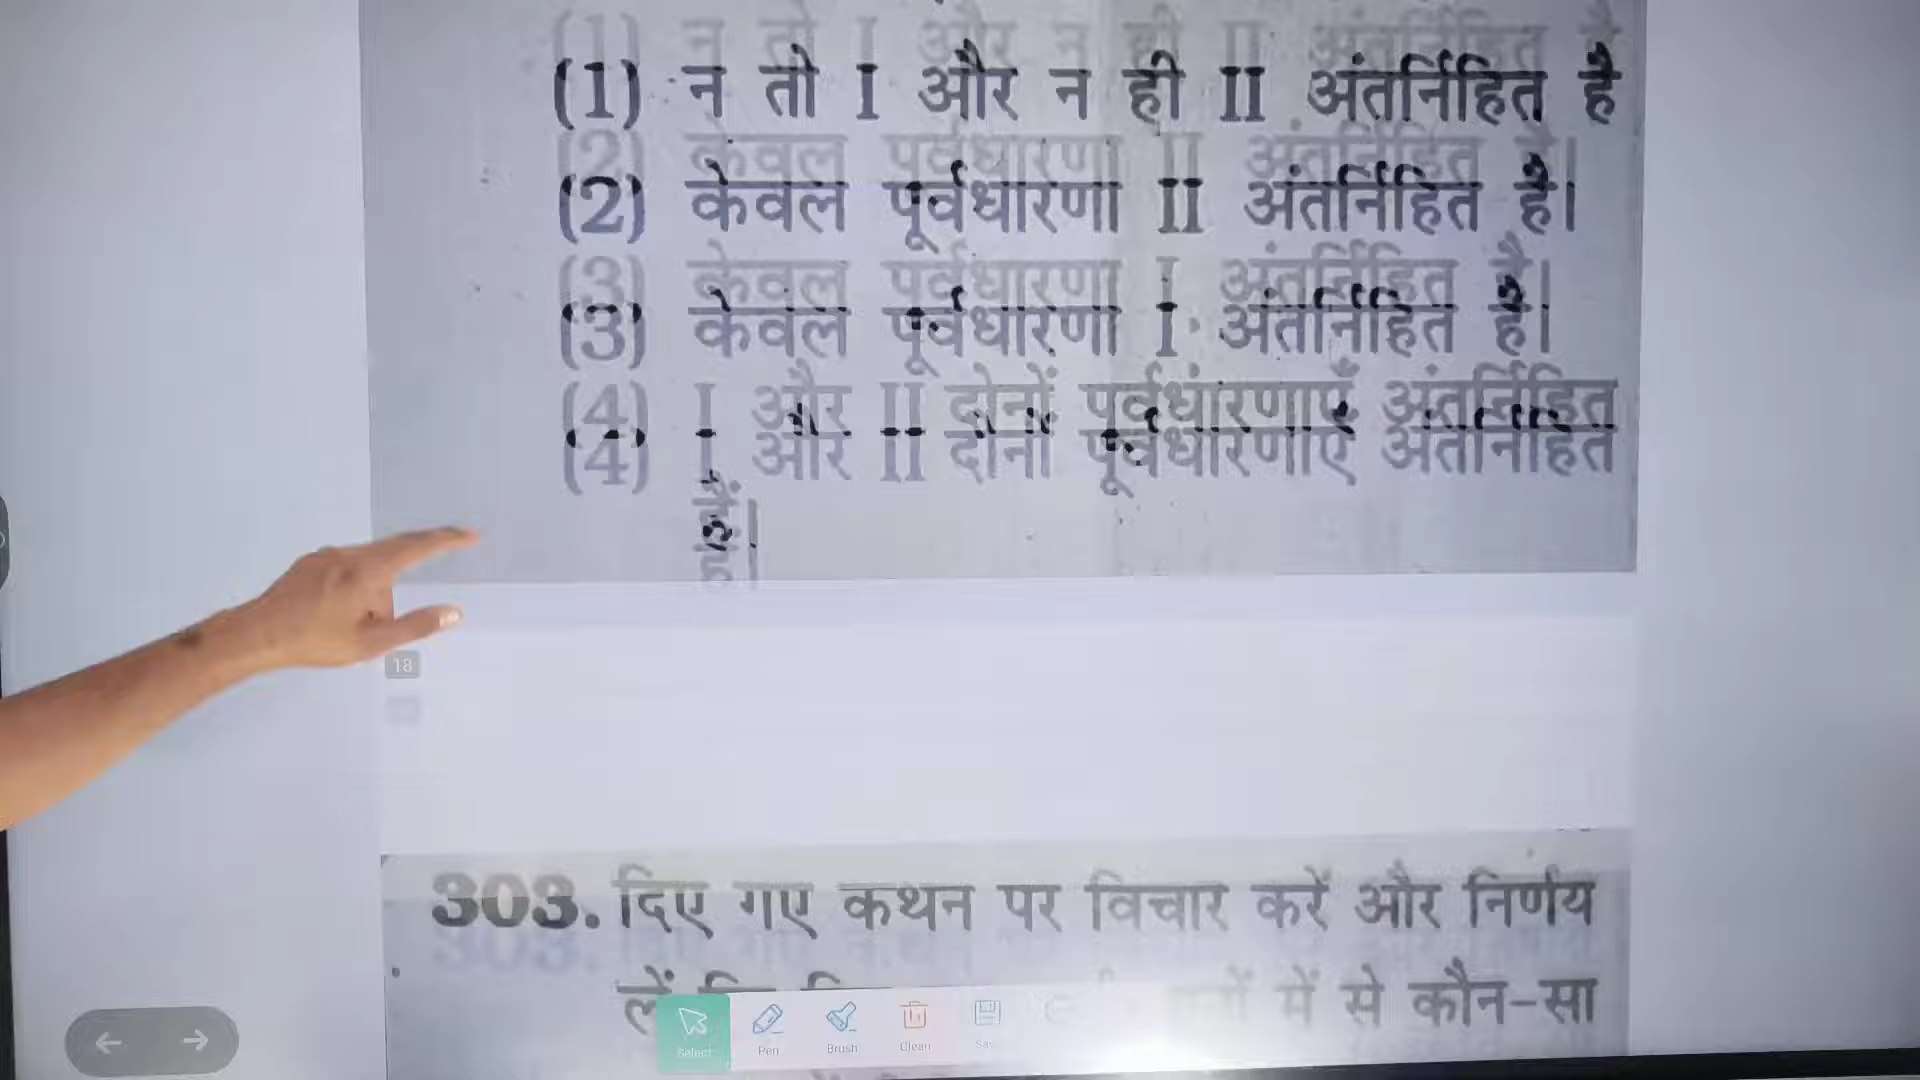 (1) न तो I और न ही II अंतर्निहित है
(2) केवल पूर्वधारणा II अंतर्निहित है।
(3) केवल पूर्वधारणा I अंतर्निहित है।
(4) I और II दोनों पूर्वधारणाएँ अंतर्निहित
हैं।
18
303. दिए गए कथन पर विचार करें और निर्णय
लें में से कौन-सा
Select Pen Brush Clean